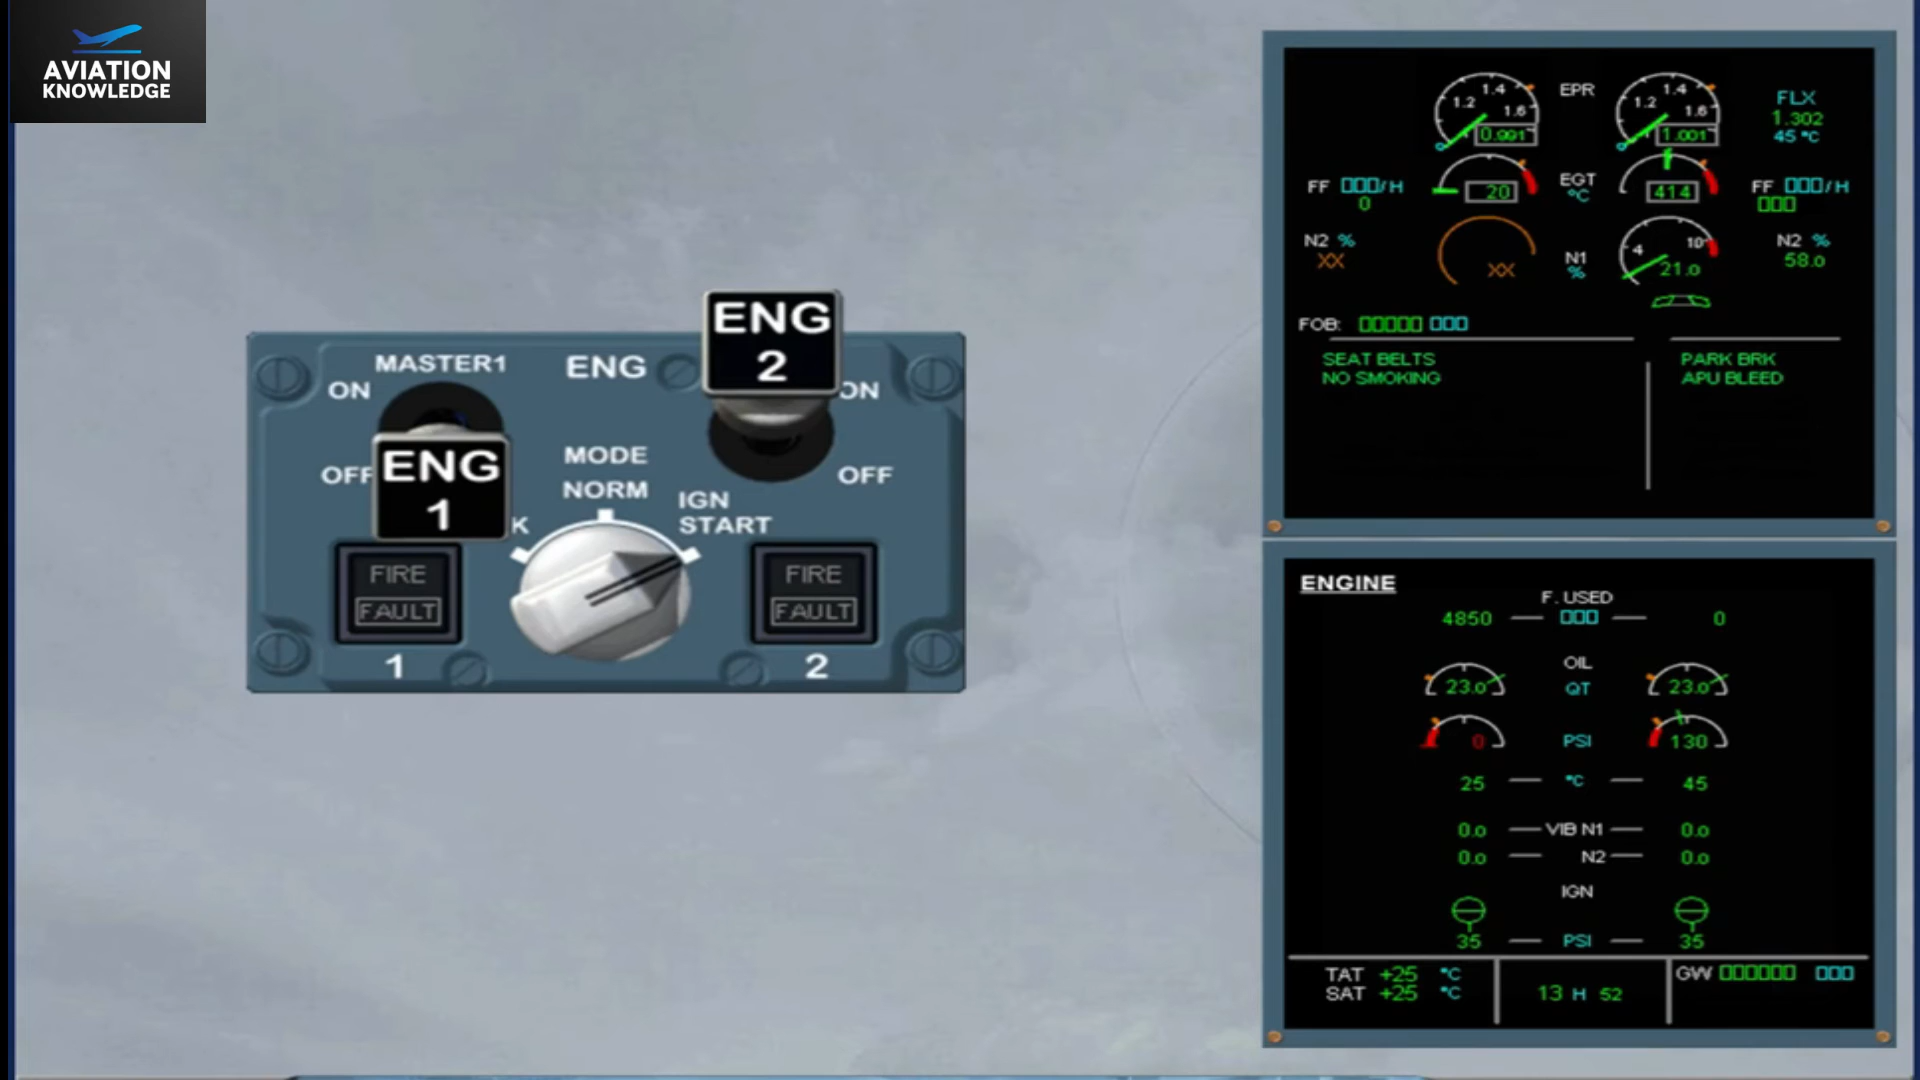 AVIATION
KNOWLEDGE
MASTER1
ENG
ENG
2
ON
ON
OFF
ENG
1
MODE
NORM
OFF
K
IGN
START
FIRE
FAULT
1
FIRE
FAULT
2
1.2 1.4 1.6
0.991
EPR
1.2 1.4 1.6
1.001
FLX
1.302
45 °C
FF /H
0
20
EGT
°C
414
FF /H
N2 %
XX
XX
N1
%
4 10
21.0
N2 %
58.0
FOB:
SEAT BELTS
NO SMOKING
PARK BRK
APU BLEED
ENGINE
F. USED
4850 0
OIL
23.0 QT 23.0
0 PSI 130
25 °C 45
0.0 VIB N1 0.0
0.0 N2 0.0
IGN
35 PSI 35
TAT +25 °C
SAT +25 °C
13 H 52
GW